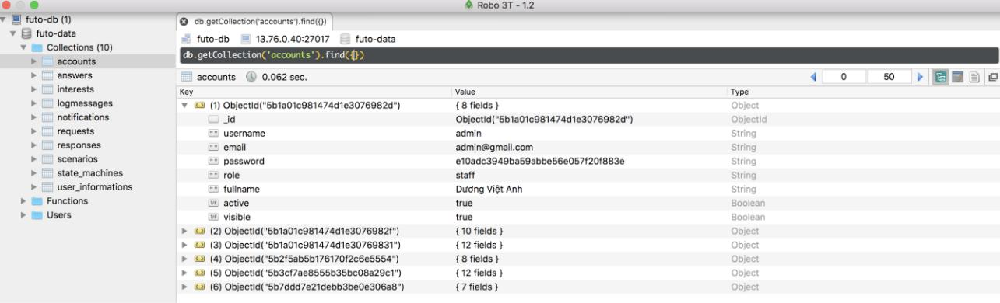 Robo 3T - 1.2
futo-db (1)
futo-data
Collections (10)
accounts
answers
interests
logmessages
notifications
requests
responses
scenarios
state_machines
user_informations
Functions
Users
db.getCollection('accounts').find({})
futo-db 13.76.0.40:27017 futo-data
db.getCollection('accounts').find({})
accounts 0.062 sec. 0 50
Key Value Type
(1) ObjectId("5b1a01c981474d1e3076982d") { 8 fields } Object
_id ObjectId("5b1a01c981474d1e3076982d") ObjectId
username admin String
email admin@gmail.com String
password e10adc3949ba59abbe56e057f20f883e String
role staff String
fullname Dương Việt Anh String
T/F active true Boolean
T/F visible true Boolean
(2) ObjectId("5b1a01c981474d1e3076982f") { 10 fields } Object
(3) ObjectId("5b1a01c981474d1e30769831") { 12 fields } Object
(4) ObjectId("5b2f5ab5b176170f2c6e5554") { 8 fields } Object
(5) ObjectId("5b3cf7ae8555b35bc08a29c1") { 12 fields } Object
(6) ObjectId("5b7ddd7e21debb3be0e306a8") { 7 fields } Object